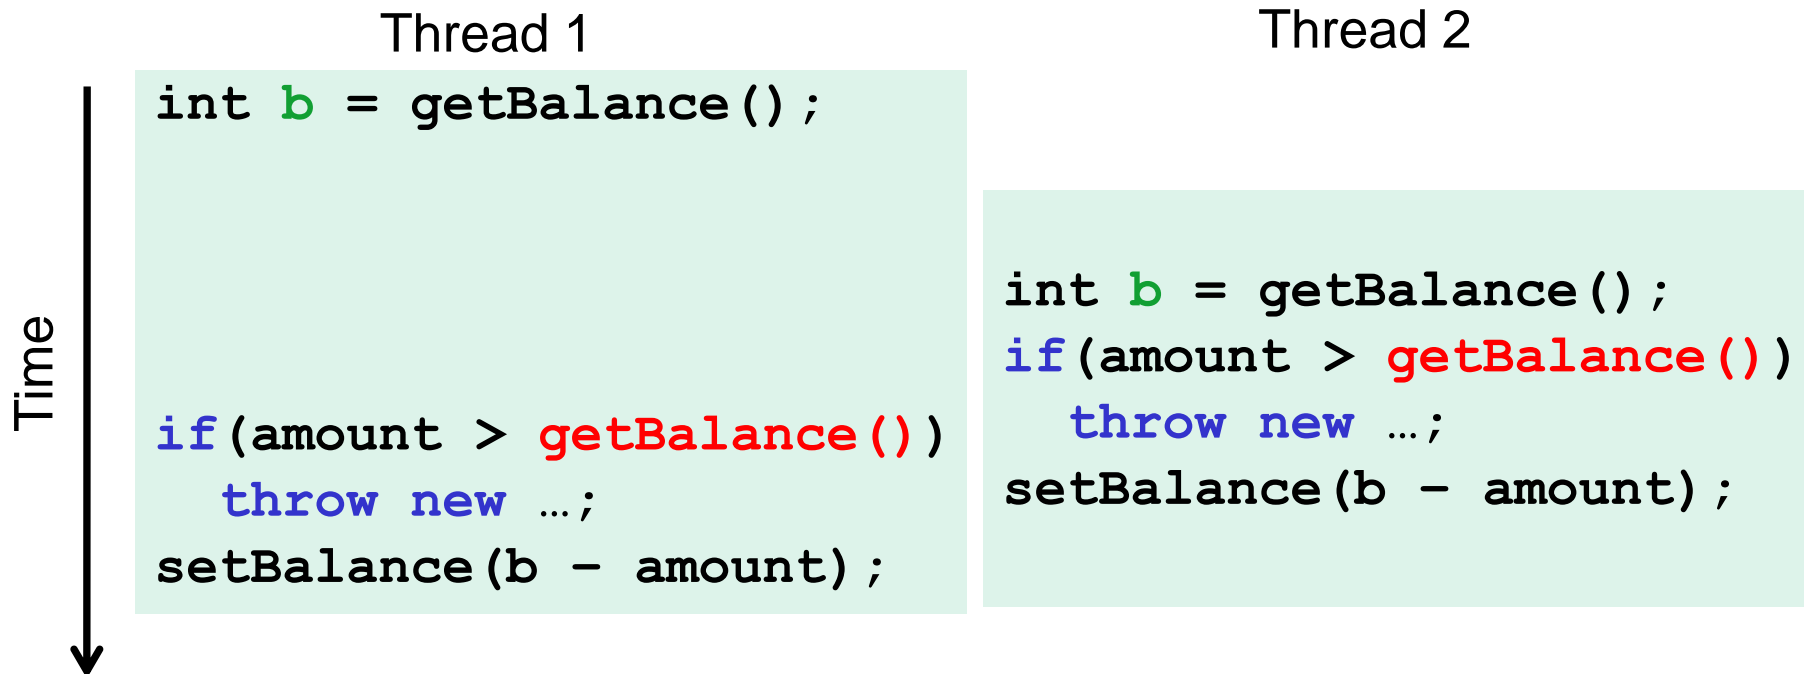 Thread 1
Thread 2
Time
int b = getBalance();
if(amount > getBalance())
  throw new …;
setBalance(b – amount);
int b = getBalance();
if(amount > getBalance())
  throw new …;
setBalance(b – amount);